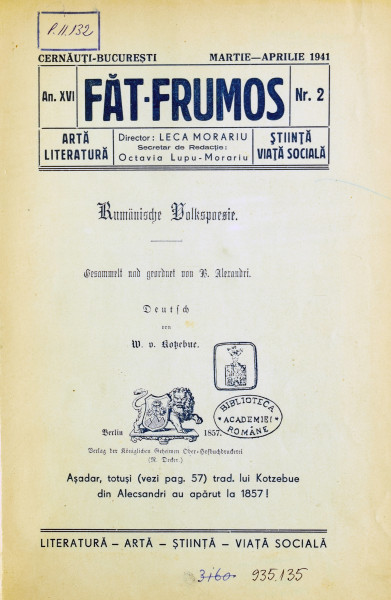 P.II.132
CERNĂUȚI-BUCUREȘTI MARTIE—APRILIE 1941
An. XVI FĂT-FRUMOS Nr. 2
ARTĂ
LITERATURĂ
Director: LECA MORARIU
Secretar de Redacție:
Octavia Lupu-Morariu
ȘTIINȚĂ
VIAȚĂ SOCIALĂ
Rumänische Volkspoesie.
Gesammelt und geordnet von B. Alexandri.
Deutsch
von
W. v. Kotzebue.
BIBLIOTECA
ACADEMIEI
ROMÂNE
Berlin 1857.
Verlag der Königlichen Geheimen Ober-Hofbuchdruckerei
(R. Decker.)
Așadar, totuși (vezi pag. 57) trad. lui Kotzebue
din Alecsandri au apărut la 1857!
LITERATURĂ – ARTĂ – ȘTIINȚĂ – VIAȚĂ SOCIALĂ
3160 935.135